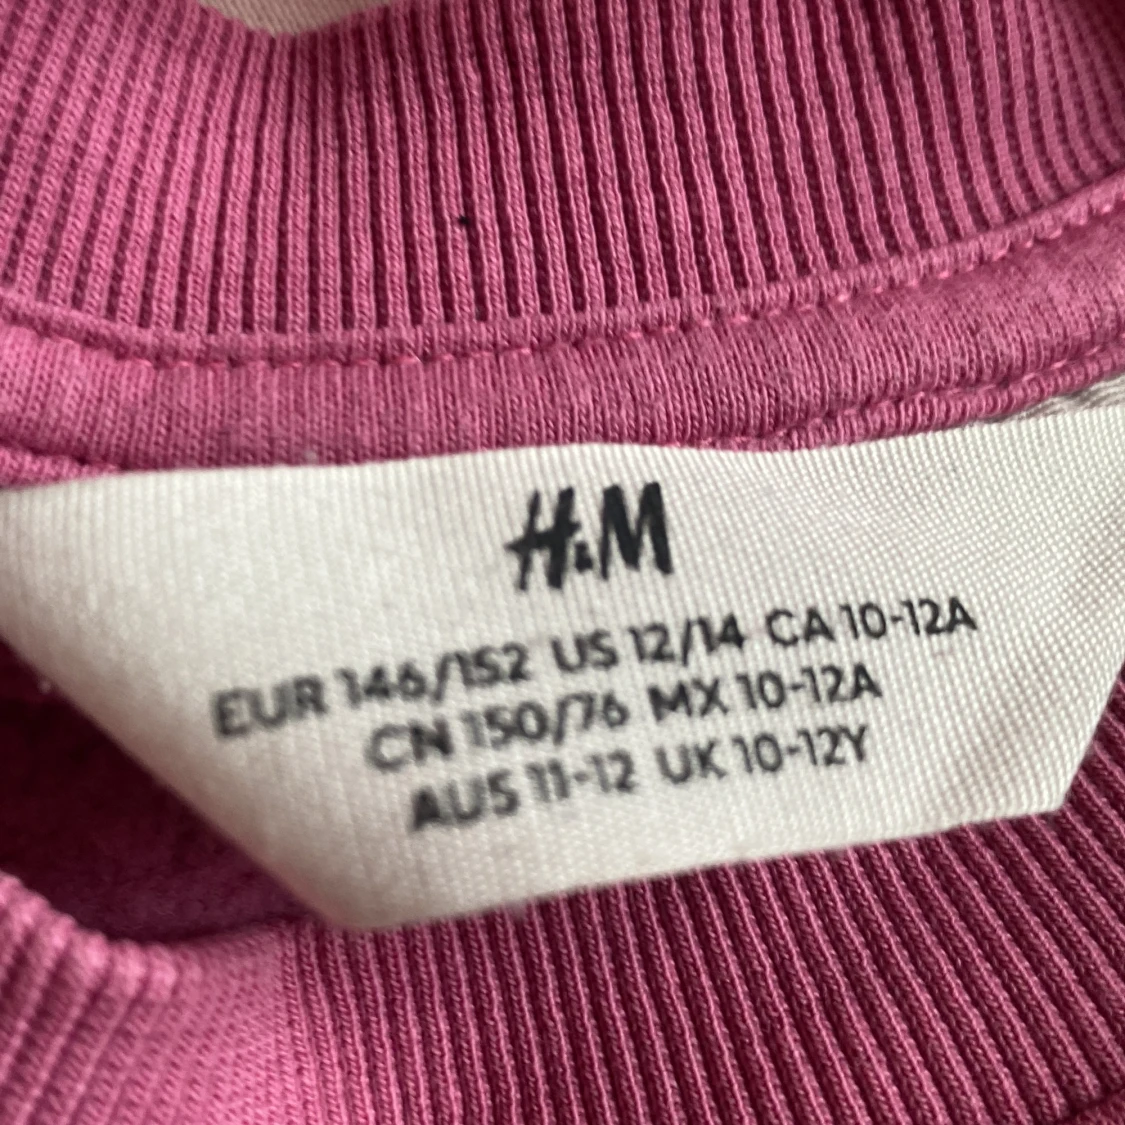 H&M
EUR 146/152 US 12/14 CA 10-12A
CN 150/76 MX 10-12A
AUS 11-12 UK 10-12Y